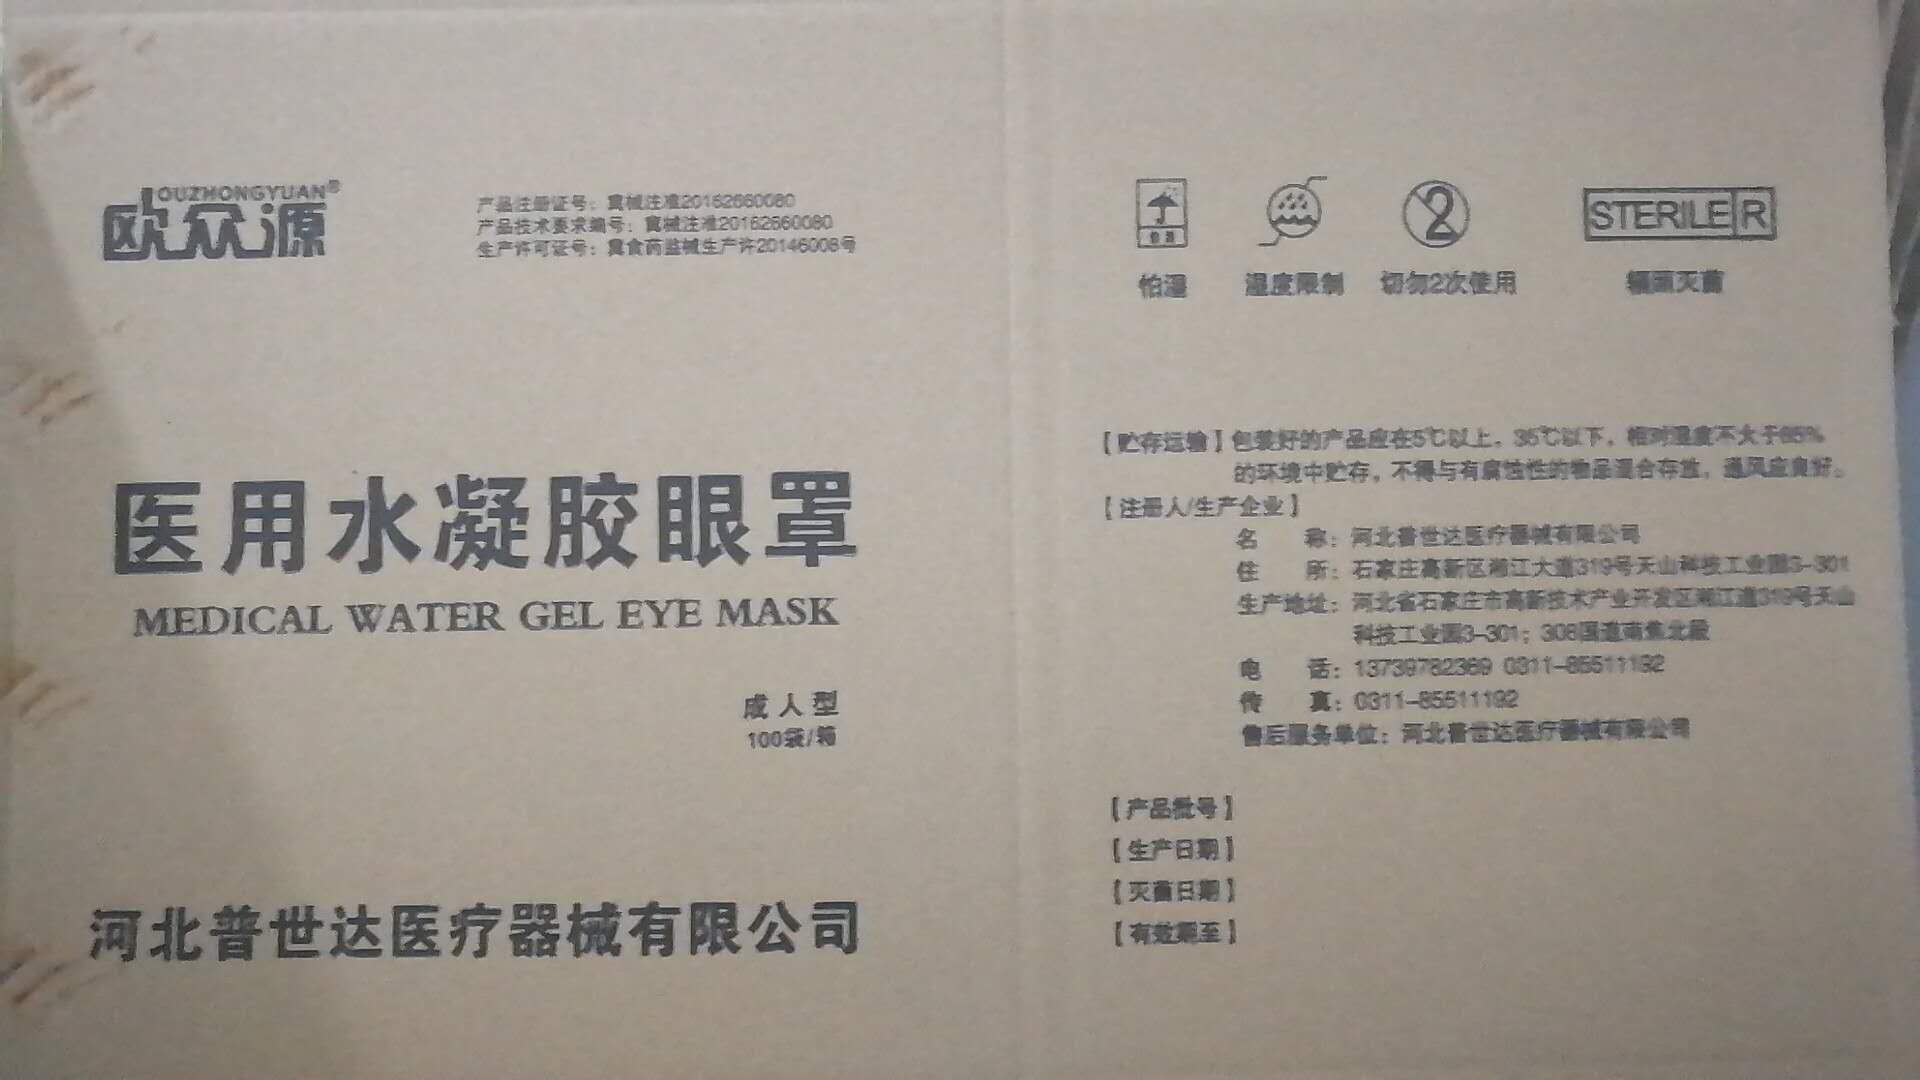 OUZHONGYUAN®
欧众源
产品注册证号：冀械注准20162660080
产品技术要求编号：冀械注准20162660080
生产许可证号：冀食药监械生产许20146008号
医用水凝胶眼罩
MEDICAL WATER GEL EYE MASK
成人型
100袋/箱
河北普世达医疗器械有限公司
2
STERILE R
怕湿
温度限制
切勿2次使用
辐照灭菌
【贮存运输】包装好的产品应在5℃以上，35℃以下，相对湿度不大于85%
的环境中贮存，不得与有腐蚀性的物品混合存放，通风应良好。
【注册人/生产企业】
名 称：河北普世达医疗器械有限公司
住 所：石家庄高新区湘江大道319号天山科技工业园3-301
生产地址：河北省石家庄市高新技术产业开发区湘江道319号天山
科技工业园3-301；308国道南焦北段
电 话：13739782369 0311-85511192
传 真：0311-85511192
售后服务单位：河北普世达医疗器械有限公司
【产品批号】
【生产日期】
【灭菌日期】
【有效期至】